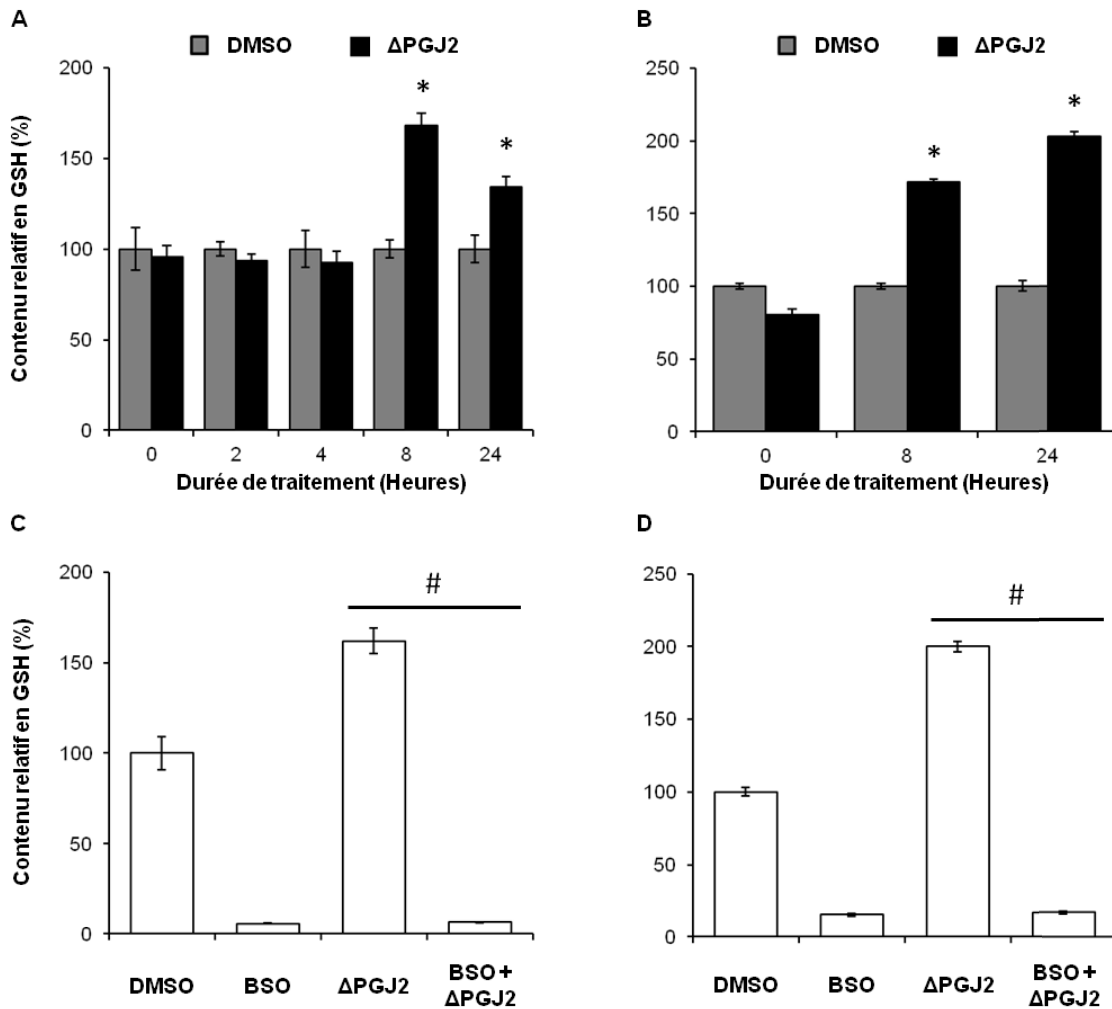 A
DMSO ΔPGJ2
Contenu relatif en GSH (%)
200
150
100
50
0
*
*
0 2 4 8 24
Durée de traitement (Heures)
B
DMSO ΔPGJ2
250
200
150
100
50
0
*
*
0 8 24
Durée de traitement (Heures)
C
Contenu relatif en GSH (%)
200
150
100
50
0
#
DMSO BSO ΔPGJ2 BSO +
ΔPGJ2
D
250
200
150
100
50
0
#
DMSO BSO ΔPGJ2 BSO +
ΔPGJ2